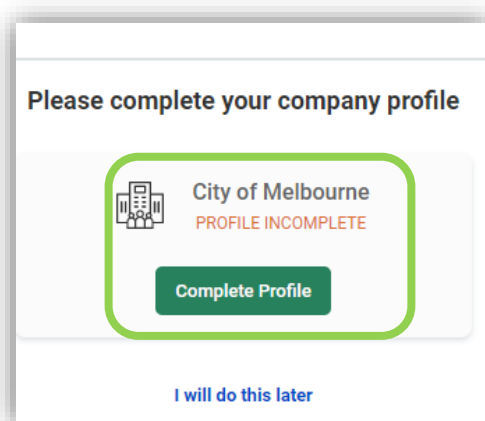 Please complete your company profile
City of Melbourne
PROFILE INCOMPLETE
Complete Profile
I will do this later